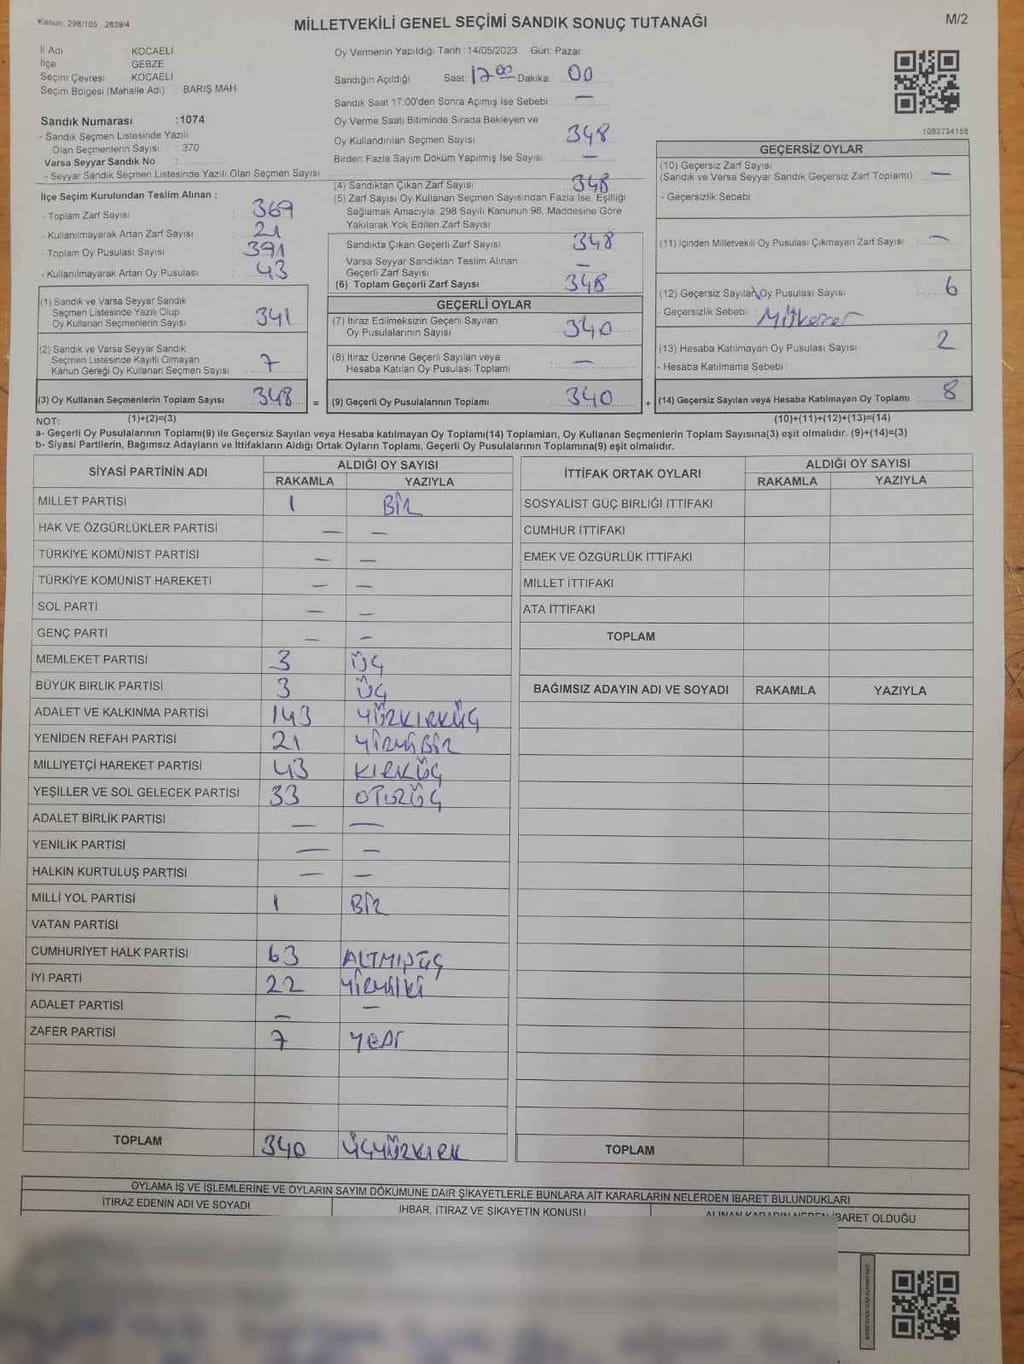 Kanun: 298/105 2839/4
MİLLETVEKİLİ GENEL SEÇİMİ SANDIK SONUÇ TUTANAĞI
M/2
İl Adı : KOCAELİ
İlçe : GEBZE
Seçim Çevresi : KOCAELİ
Seçim Bölgesi (Mahalle Adı) : BARIŞ MAH.
Sandık Numarası :1074
- Sandık Seçmen Listesinde Yazılı
Olan Seçmenlerin Sayısı : 370
Varsa Seyyar Sandık No :
- Seyyar Sandık Seçmen Listesinde Yazılı Olan Seçmen Sayısı
Oy Vermenin Yapıldığı Tarih :14/05/2023 Gün: Pazar
Sandığın Açıldığı Saat: 17 00 Dakika : 00
Sandık Saat 17.00'den Sonra Açımış İse Sebebi : —
Oy Verme Saati Bitiminde Sırada Bekleyen ve
Oy Kullandırılan Seçmen Sayısı : 348
Birden Fazla Sayım Döküm Yapılmış İse Sayısı : —
1083734156
İlçe Seçim Kurulundan Teslim Alınan ;
- Toplam Zarf Sayısı : 369
- Kullanılmayarak Artan Zarf Sayısı : 21
- Toplam Oy Pusulası Sayısı : 391
- Kullanılmayarak Artan Oy Pusulası : 43
(1) Sandık ve Varsa Seyyar Sandık
Seçmen Listesinde Yazılı Olup
Oy Kullanan Seçmenlerin Sayısı : 341
(2) Sandık ve Varsa Seyyar Sandık
Seçmen Listesinde Kayıtlı Olmayan
Kanun Gereği Oy Kullanan Seçmen Sayısı : 7
(3) Oy Kullanan Seçmenlerin Toplam Sayısı : 348 =
(4) Sandıktan Çıkan Zarf Sayısı : 348
(5) Zarf Sayısı Oy Kullanan Seçmen Sayısından Fazla İse, Eşitliği
Sağlamak Amacıyla; 298 Sayılı Kanunun 98. Maddesine Göre
Yakılarak Yok Edilen Zarf Sayısı :
Sandıkta Çıkan Geçerli Zarf Sayısı : 348
Varsa Seyyar Sandıktan Teslim Alınan
Geçerli Zarf Sayısı : —
(6) Toplam Geçerli Zarf Sayısı : 348
GEÇERLİ OYLAR
(7) İtiraz Edilmeksizin Geçerli Sayılan
Oy Pusulalarının Sayısı : 340
(8) İtiraz Üzerine Geçerli Sayılan veya
Hesaba Katılan Oy Pusulası Toplamı : —
(9) Geçerli Oy Pusulalarının Toplamı : 340 +
GEÇERSİZ OYLAR
(10) Geçersiz Zarf Sayısı
(Sandık ve Varsa Seyyar Sandık Geçersiz Zarf Toplamı) : —
- Geçersizlik Sebebi :
(11) İçinden Milletvekili Oy Pusulası Çıkmayan Zarf Sayısı : —
(12) Geçersiz Sayılan Oy Pusulası Sayısı : 6
- Geçersizlik Sebebi :
(13) Hesaba Katılmayan Oy Pusulası Sayısı : 2
- Hesaba Katılmama Sebebi :
(14) Geçersiz Sayılan veya Hesaba Katılmayan Oy Toplamı : 8
NOT: (1)+(2)=(3) (10)+(11)+(12)+(13)=(14)
a- Geçerli Oy Pusulalarının Toplamı(9) ile Geçersiz Sayılan veya Hesaba katılmayan Oy Toplamı(14) Toplamları, Oy Kullanan Seçmenlerin Toplam Sayısına(3) eşit olmalıdır. (9)+(14)=(3)
b- Siyasi Partilerin, Bağımsız Adayların ve İttifakların Aldığı Ortak Oyların Toplamı, Geçerli Oy Pusulalarının Toplamına(9) eşit olmalıdır.
SİYASİ PARTİNİN ADI ALDIĞI OY SAYISI
RAKAMLA YAZIYLA
MİLLET PARTİSİ 1 BİR
HAK VE ÖZGÜRLÜKLER PARTİSİ — —
TÜRKİYE KOMÜNİST PARTİSİ — —
TÜRKİYE KOMÜNİST HAREKETİ — —
SOL PARTİ — —
GENÇ PARTİ — —
MEMLEKET PARTİSİ 3 ÜÇ
BÜYÜK BİRLİK PARTİSİ 3 ÜÇ
ADALET VE KALKINMA PARTİSİ 143 YÜZKIRKÜÇ
YENİDEN REFAH PARTİSİ 21 YİRMİBİR
MİLLİYETÇİ HAREKET PARTİSİ 43 KIRKÜÇ
YEŞİLLER VE SOL GELECEK PARTİSİ 33 OTUZÜÇ
ADALET BİRLİK PARTİSİ — —
YENİLİK PARTİSİ — —
HALKIN KURTULUŞ PARTİSİ — —
MİLLİ YOL PARTİSİ 1 BİR
VATAN PARTİSİ
CUMHURİYET HALK PARTİSİ 63 ALTMIŞÜÇ
İYİ PARTİ 22 YİRMİİKİ
ADALET PARTİSİ — —
ZAFER PARTİSİ 7 YEDİ
TOPLAM 340 ÜÇYÜZKIRK
İTTİFAK ORTAK OYLARI ALDIĞI OY SAYISI
RAKAMLA YAZIYLA
SOSYALİST GÜÇ BİRLİĞİ İTTİFAKI
CUMHUR İTTİFAKI
EMEK VE ÖZGÜRLÜK İTTİFAKI
MİLLET İTTİFAKI
ATA İTTİFAKI
TOPLAM
BAĞIMSIZ ADAYIN ADI VE SOYADI RAKAMLA YAZIYLA
TOPLAM
OYLAMA İŞ VE İŞLEMLERİNE VE OYLARIN SAYIM DÖKÜMÜNE DAİR ŞİKAYETLERLE BUNLARA AİT KARARLARIN NELERDEN İBARET BULUNDUKLARI
İTİRAZ EDENİN ADI VE SOYADI İHBAR, İTİRAZ VE ŞİKAYETİN KONUSU ALINAN KARARIN NEDEN İBARET OLDUĞU